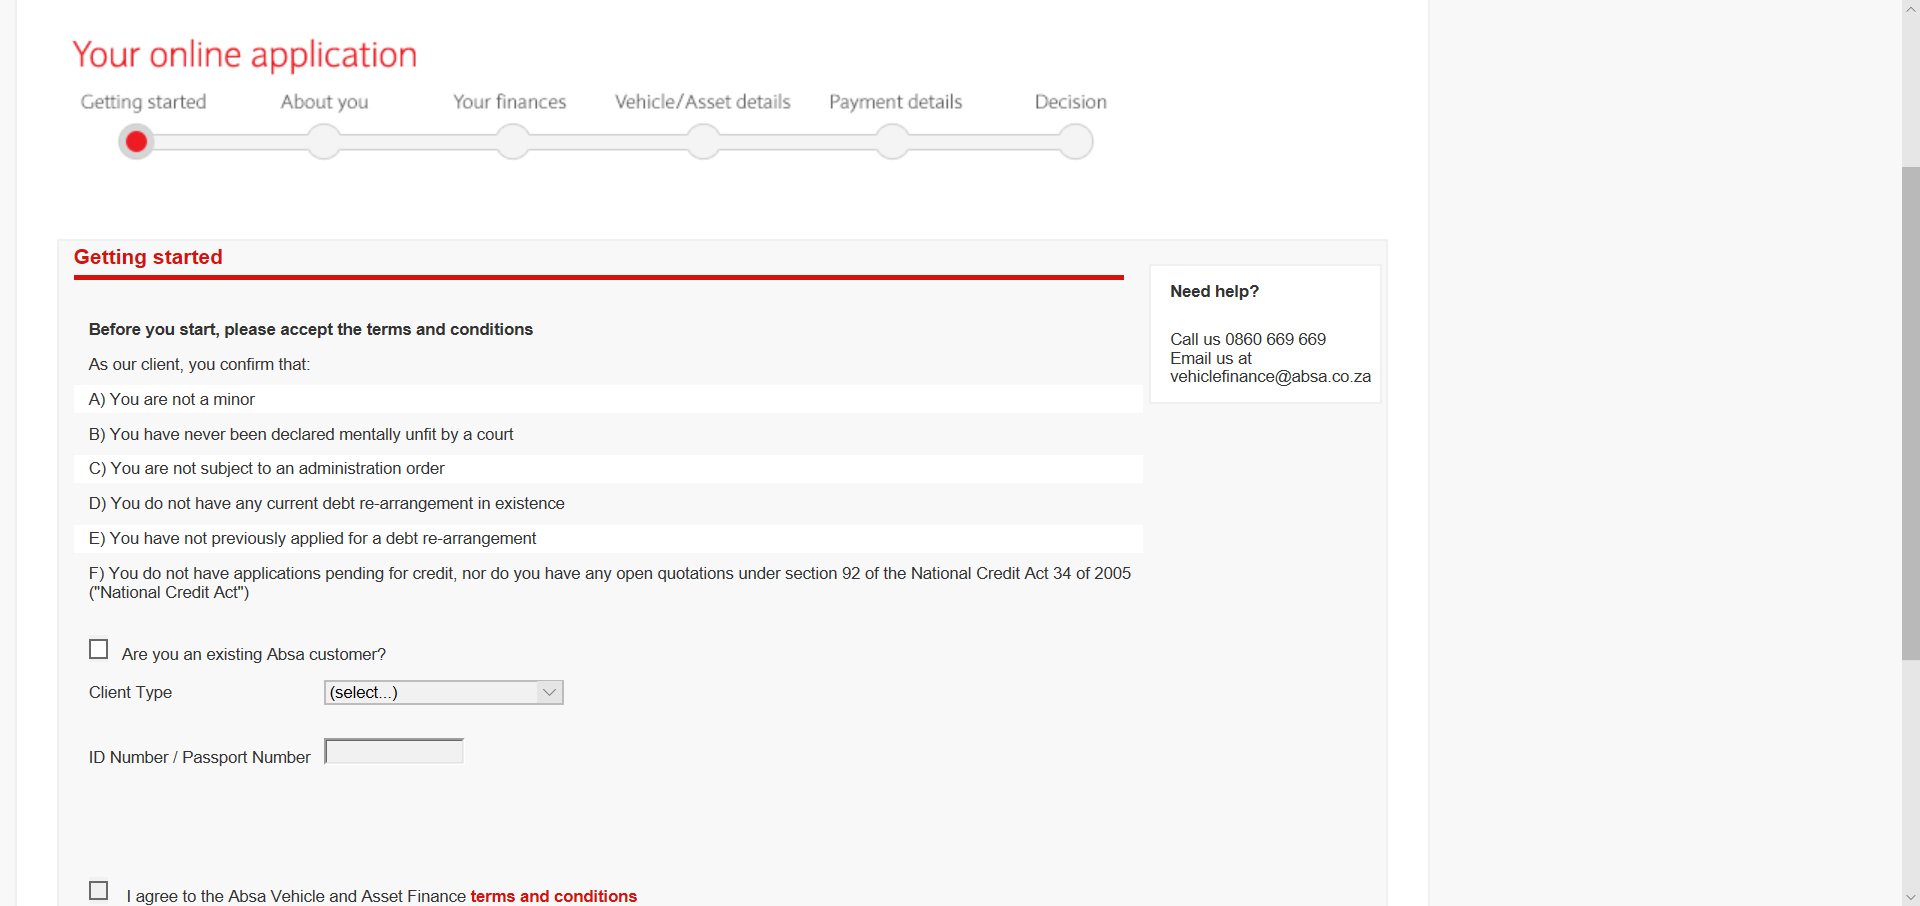 Your online application
Getting started About you Your finances Vehicle/Asset details Payment details Decision
Getting started
Before you start, please accept the terms and conditions
As our client, you confirm that:
A) You are not a minor
B) You have never been declared mentally unfit by a court
C) You are not subject to an administration order
D) You do not have any current debt re-arrangement in existence
E) You have not previously applied for a debt re-arrangement
F) You do not have applications pending for credit, nor do you have any open quotations under section 92 of the National Credit Act 34 of 2005
("National Credit Act")
Are you an existing Absa customer?
Client Type (select...)
ID Number / Passport Number
I agree to the Absa Vehicle and Asset Finance terms and conditions
Need help?
Call us 0860 669 669
Email us at
vehiclefinance@absa.co.za